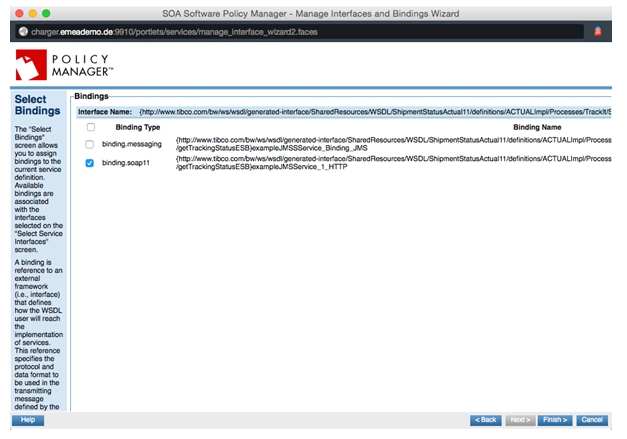 SOA Software Policy Manager - Manage Interfaces and Bindings Wizard
charger.emeademo.de:9910/portlets/services/manage_interface_wizard2.faces
POLICY
MANAGER™
Select
Bindings
The "Select
Bindings"
screen allows
you to assign
bindings to the
current service
definition.
Available
bindings are
associated
with the
interfaces
selected on the
"Select Service
Interfaces"
screen.
A binding is
reference to an
external
framework
(i.e., interface)
that defines
how the WSDL
user will reach
the
implementation
of services.
This reference
specifies the
protocol and
data format to
be used in the
transmitting
message
defined by the
Bindings
Interface Name: {http://www.tibco.com/bw/ws/wsdl/generated-interface/SharedResources/WSDL/ShipmentStatusActual11/definitions/ACTUALImpl/Processes/TrackIt/S
Binding Type Binding Name
binding.messaging {http://www.tibco.com/bw/ws/wsdl/generated-interface/SharedResources/WSDL/ShipmentStatusActual11/definitions/ACTUALImpl/Process
/getTrackingStatusESB}exampleJMSSService_Binding_JMS
binding.soap11 {http://www.tibco.com/bw/ws/wsdl/generated-interface/SharedResources/WSDL/ShipmentStatusActual11/definitions/ACTUALImpl/Process
/getTrackingStatusESB}exampleJMSService_1_HTTP
Help < Back Next > Finish > Cancel